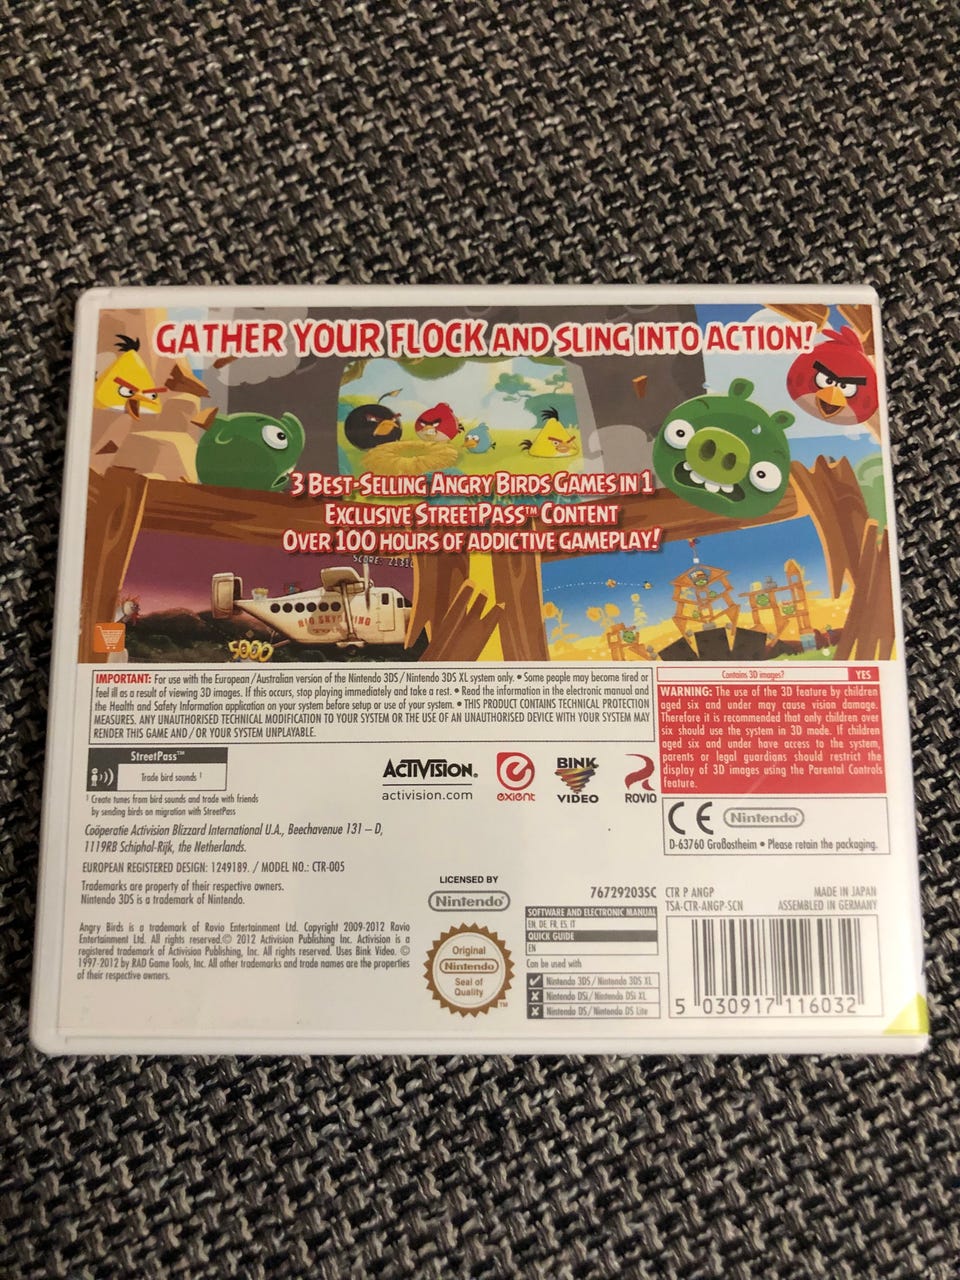 GATHER YOUR FLOCK AND SLING INTO ACTION!
3 BEST-SELLING ANGRY BIRDS GAMES IN 1
EXCLUSIVE STREETPASS™ CONTENT
OVER 100 HOURS OF ADDICTIVE GAMEPLAY!
SCORE:
5000
IMPORTANT: For use with the European/Australian version of the Nintendo 3DS/Nintendo 3DS XL system only. • Some people may become tired or
feel ill as a result of viewing 3D images. If this occurs, stop playing immediately and take a rest. • Read the information in the electronic manual and
the Health and Safety Information application on your system before setup or use of your system. • THIS PRODUCT CONTAINS TECHNICAL PROTECTION
MEASURES. ANY UNAUTHORISED TECHNICAL MODIFICATION TO YOUR SYSTEM OR THE USE OF AN UNAUTHORISED DEVICE WITH YOUR SYSTEM MAY
RENDER THIS GAME AND/OR YOUR SYSTEM UNPLAYABLE.
Contains 3D images? YES
WARNING: The use of the 3D feature by children
aged six and under may cause vision damage.
Therefore it is recommended that only children over
six should use the system in 3D mode. If children
aged six and under have access to the system,
parents or legal guardians should restrict the
display of 3D images using the Parental Controls
feature.
StreetPass™
Trade bird sounds ¹
¹ Create tunes from bird sounds and trade with friends
by sending birds on migration with StreetPass
ACTIVISION®
activision.com
exient
BINK
VIDEO
ROVIO
CE Nintendo
D-63760 Großostheim • Please retain the packaging.
Coöperatie Activision Blizzard International U.A., Beechavenue 131 – D,
1119RB Schiphol-Rijk, the Netherlands.
EUROPEAN REGISTERED DESIGN: 1249189. / MODEL NO.: CTR-005
Trademarks are property of their respective owners.
Nintendo 3DS is a trademark of Nintendo.
Angry Birds is a trademark of Rovio Entertainment Ltd. Copyright 2009-2012 Rovio
Entertainment Ltd. All rights reserved.© 2012 Activision Publishing Inc. Activision is a
registered trademark of Activision Publishing, Inc. All rights reserved. Uses Bink Video. ©
1997-2012 by RAD Game Tools, Inc. All other trademarks and trade names are the properties
of their respective owners.
LICENSED BY
Nintendo
Original
Nintendo
Seal of
Quality
TM
76729203SC
SOFTWARE AND ELECTRONIC MANUAL
EN, DE, FR, ES, IT
QUICK GUIDE
EN
Can be used with
Nintendo 3DS/Nintendo 3DS XL
Nintendo DSi/Nintendo DSi XL
Nintendo DS/Nintendo DS Lite
CTR P ANGP MADE IN JAPAN
TSA-CTR-ANGP-SCN ASSEMBLED IN GERMANY
5 030917 116032